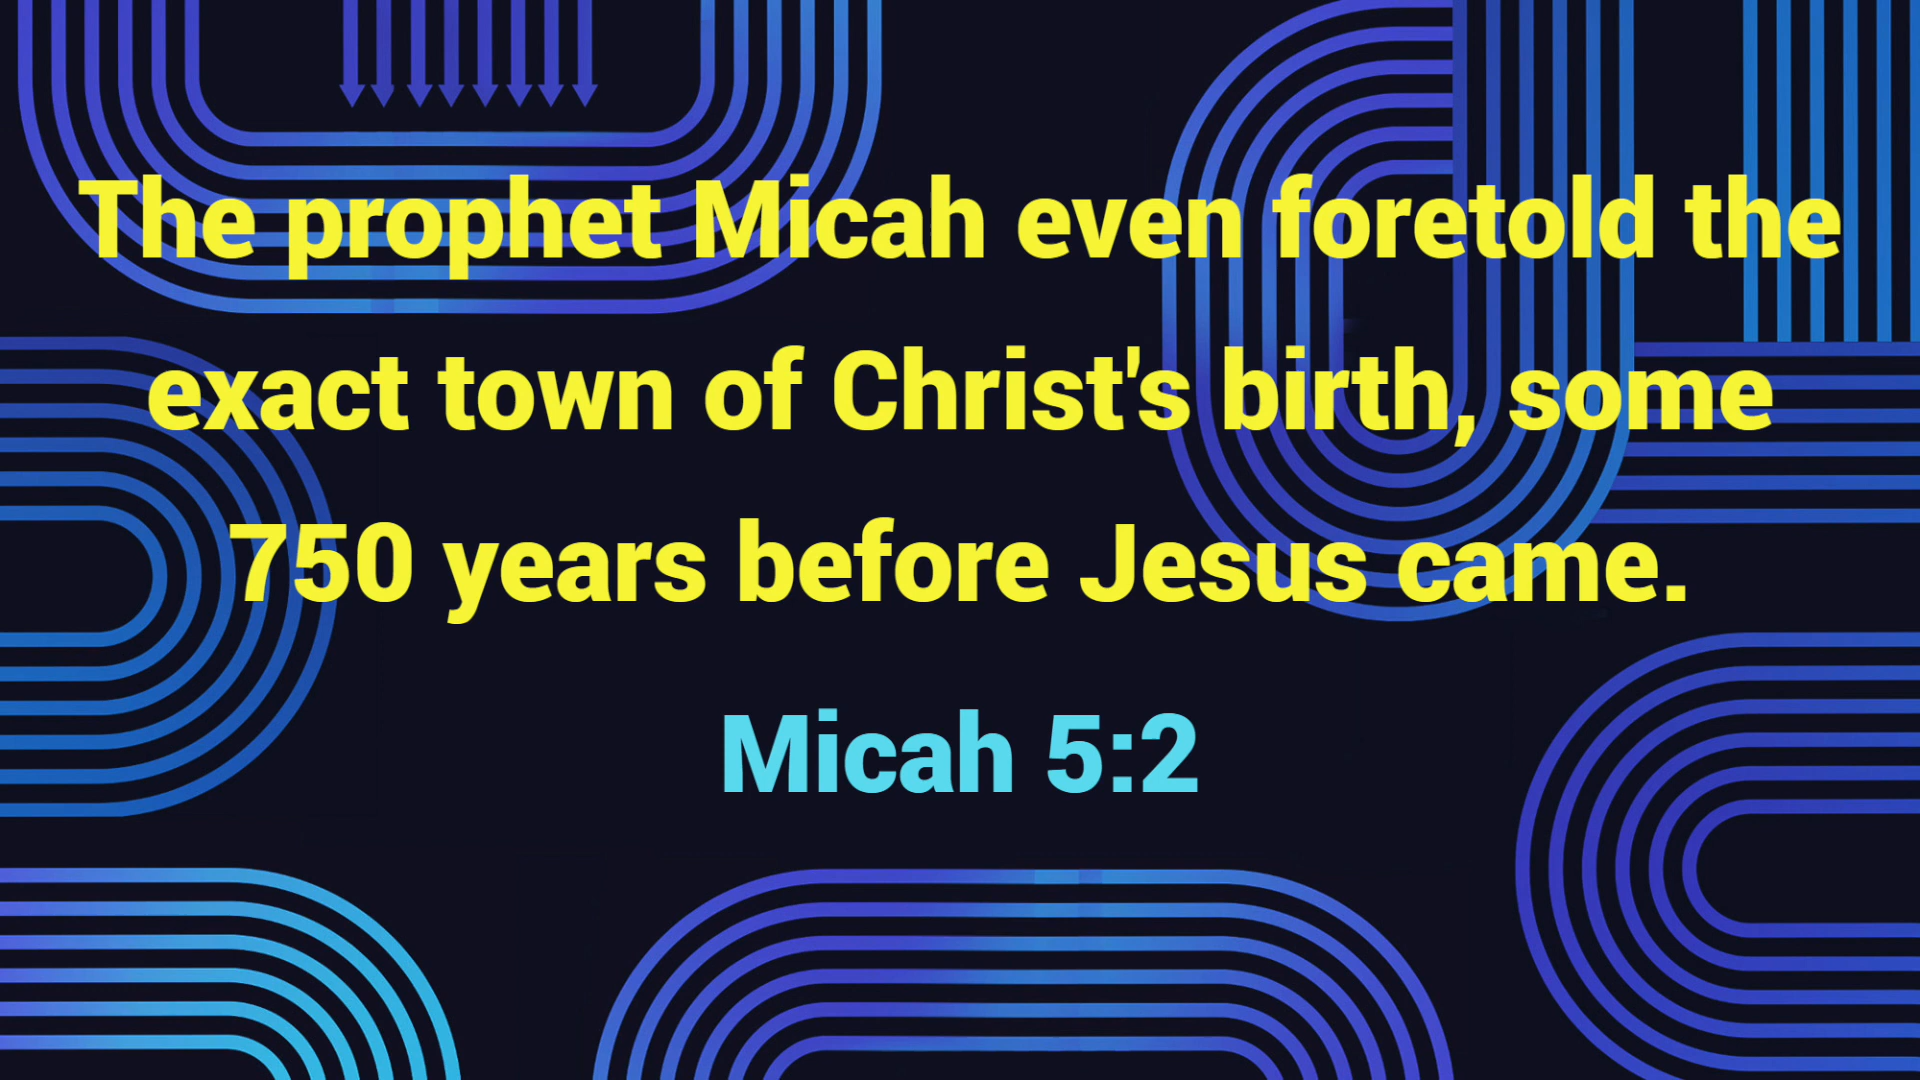 The prophet Micah even foretold the
exact town of Christ's birth, some
750 years before Jesus came.
Micah 5:2